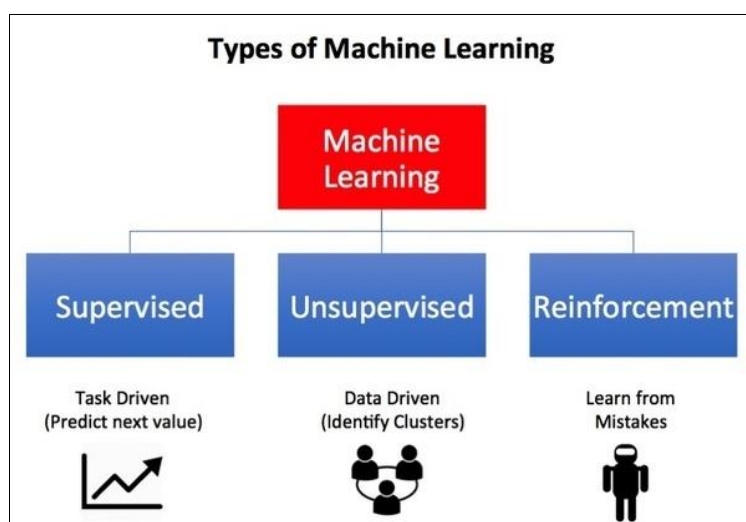 Types of Machine Learning
Machine
Learning
Supervised
Unsupervised
Reinforcement
Task Driven
(Predict next value)
Data Driven
(Identify Clusters)
Learn from
Mistakes